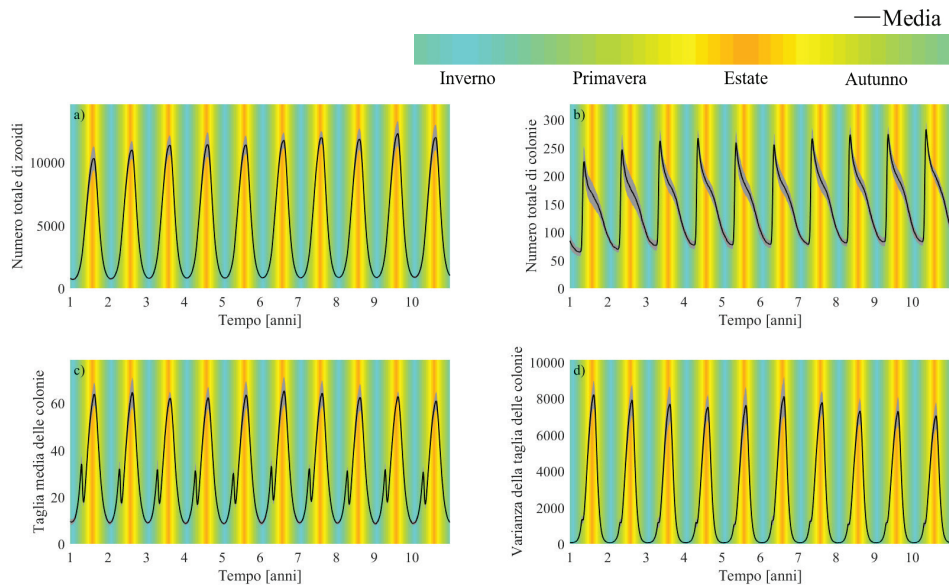 Media
Inverno Primavera Estate Autunno
a)
Numero totale di zooidi
10000
5000
0
1 2 3 4 5 6 7 8 9 10
Tempo [anni]
b)
Numero totale di colonie
300
250
200
150
100
50
0
1 2 3 4 5 6 7 8 9 10
Tempo [anni]
c)
Taglia media delle colonie
60
40
20
0
1 2 3 4 5 6 7 8 9 10
Tempo [anni]
d)
Varianza della taglia delle colonie
10000
8000
6000
4000
2000
0
1 2 3 4 5 6 7 8 9 10
Tempo [anni]